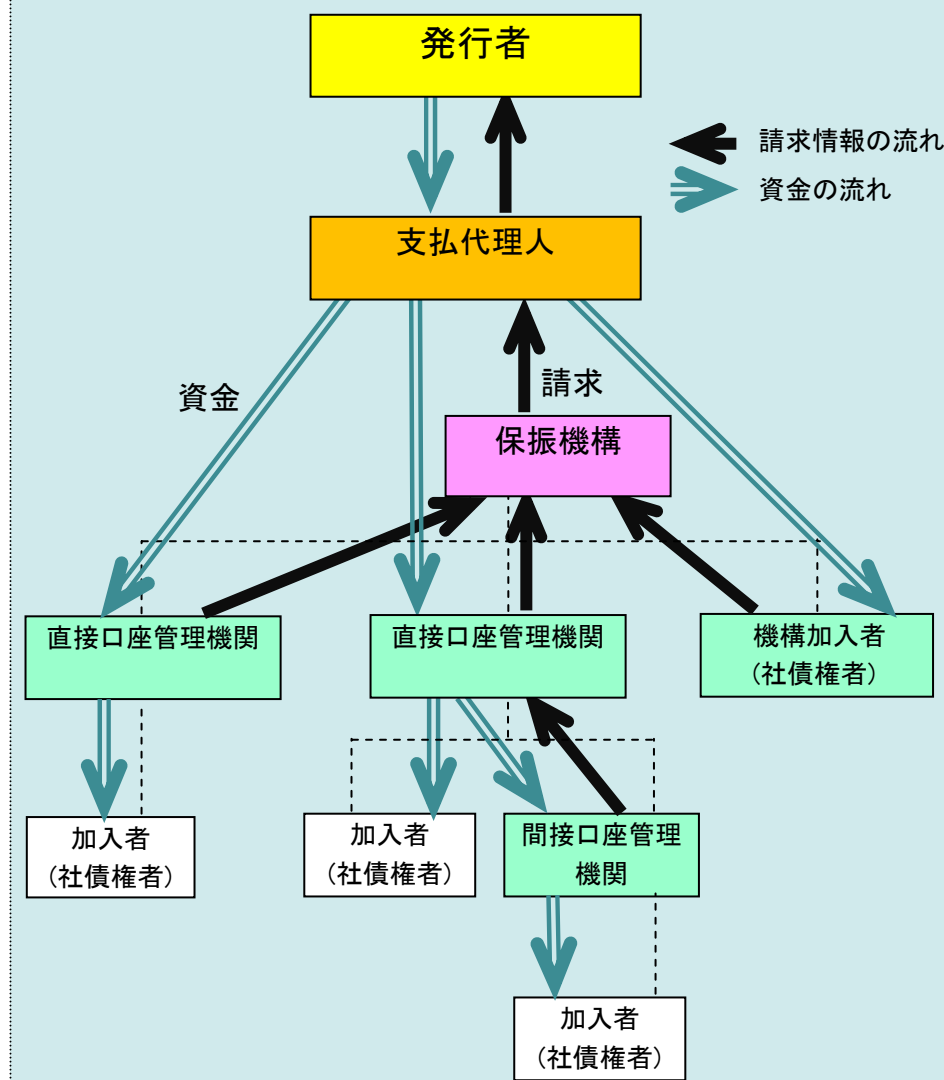 発行者
請求情報の流れ
資金の流れ
支払代理人
資金
請求
保振機構
直接口座管理機関
直接口座管理機関
機構加入者
(社債権者)
加入者
(社債権者)
加入者
(社債権者)
間接口座管理
機関
加入者
(社債権者)